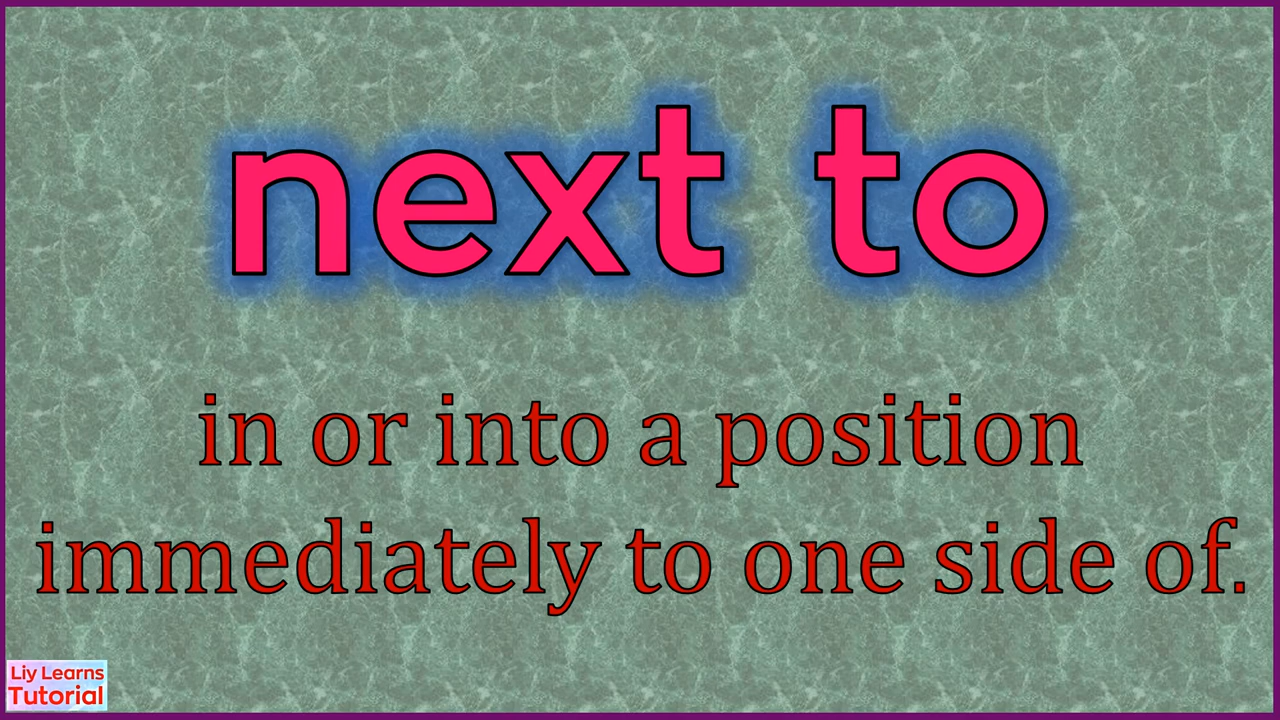 next to
in or into a position
immediately to one side of.
Liy Learns
Tutorial